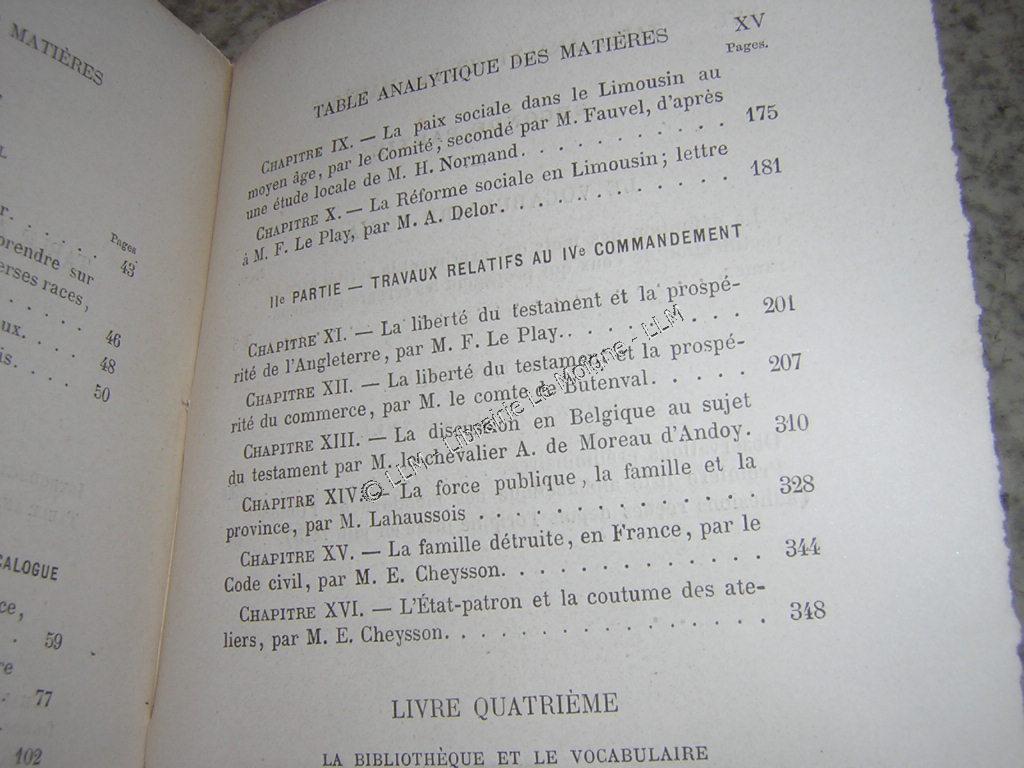 MATIÈRES
L
r. . . . .
Pages
43
prendre sur
erses races,
. . . . . 46
ux. . . . . 48
is. . . . . 50
CALOGUE
ce,
. . 59
re
. 77
102
TABLE ANALYTIQUE DES MATIÈRES XV
Pages.
CHAPITRE IX. — La paix sociale dans le Limousin au
moyen âge, par le Comité, secondé par M. Fauvel, d'après
une étude locale de M. H. Normand. . . . . . . . . 175
CHAPITRE X. — La Réforme sociale en Limousin; lettre
à M. F. Le Play, par M. A. Delor. . . . . . . . . . 181
IIe PARTIE — TRAVAUX RELATIFS AU IVe COMMANDEMENT
CHAPITRE XI. — La liberté du testament et la prospé-
rité de l'Angleterre, par M. F. Le Play. . . . . . . 201
CHAPITRE XII. — La liberté du testament et la prospé-
rité du commerce, par M. le comte de Butenval. . . . . 207
CHAPITRE XIII. — La discussion en Belgique au sujet
du testament par M. le chevalier A. de Moreau d'Andoy. 310
CHAPITRE XIV. — La force publique, la famille et la
province, par M. Lahaussois . . . . . . . . . . . 328
CHAPITRE XV. — La famille détruite, en France, par le
Code civil, par M. E. Cheysson. . . . . . . . . . . 344
CHAPITRE XVI. — L'État-patron et la coutume des ate-
liers, par M. E. Cheysson. . . . . . . . . . . . . 348
LIVRE QUATRIÈME
LA BIBLIOTHÈQUE ET LE VOCABULAIRE
© LLM - Librairie Le Moigne - LLM